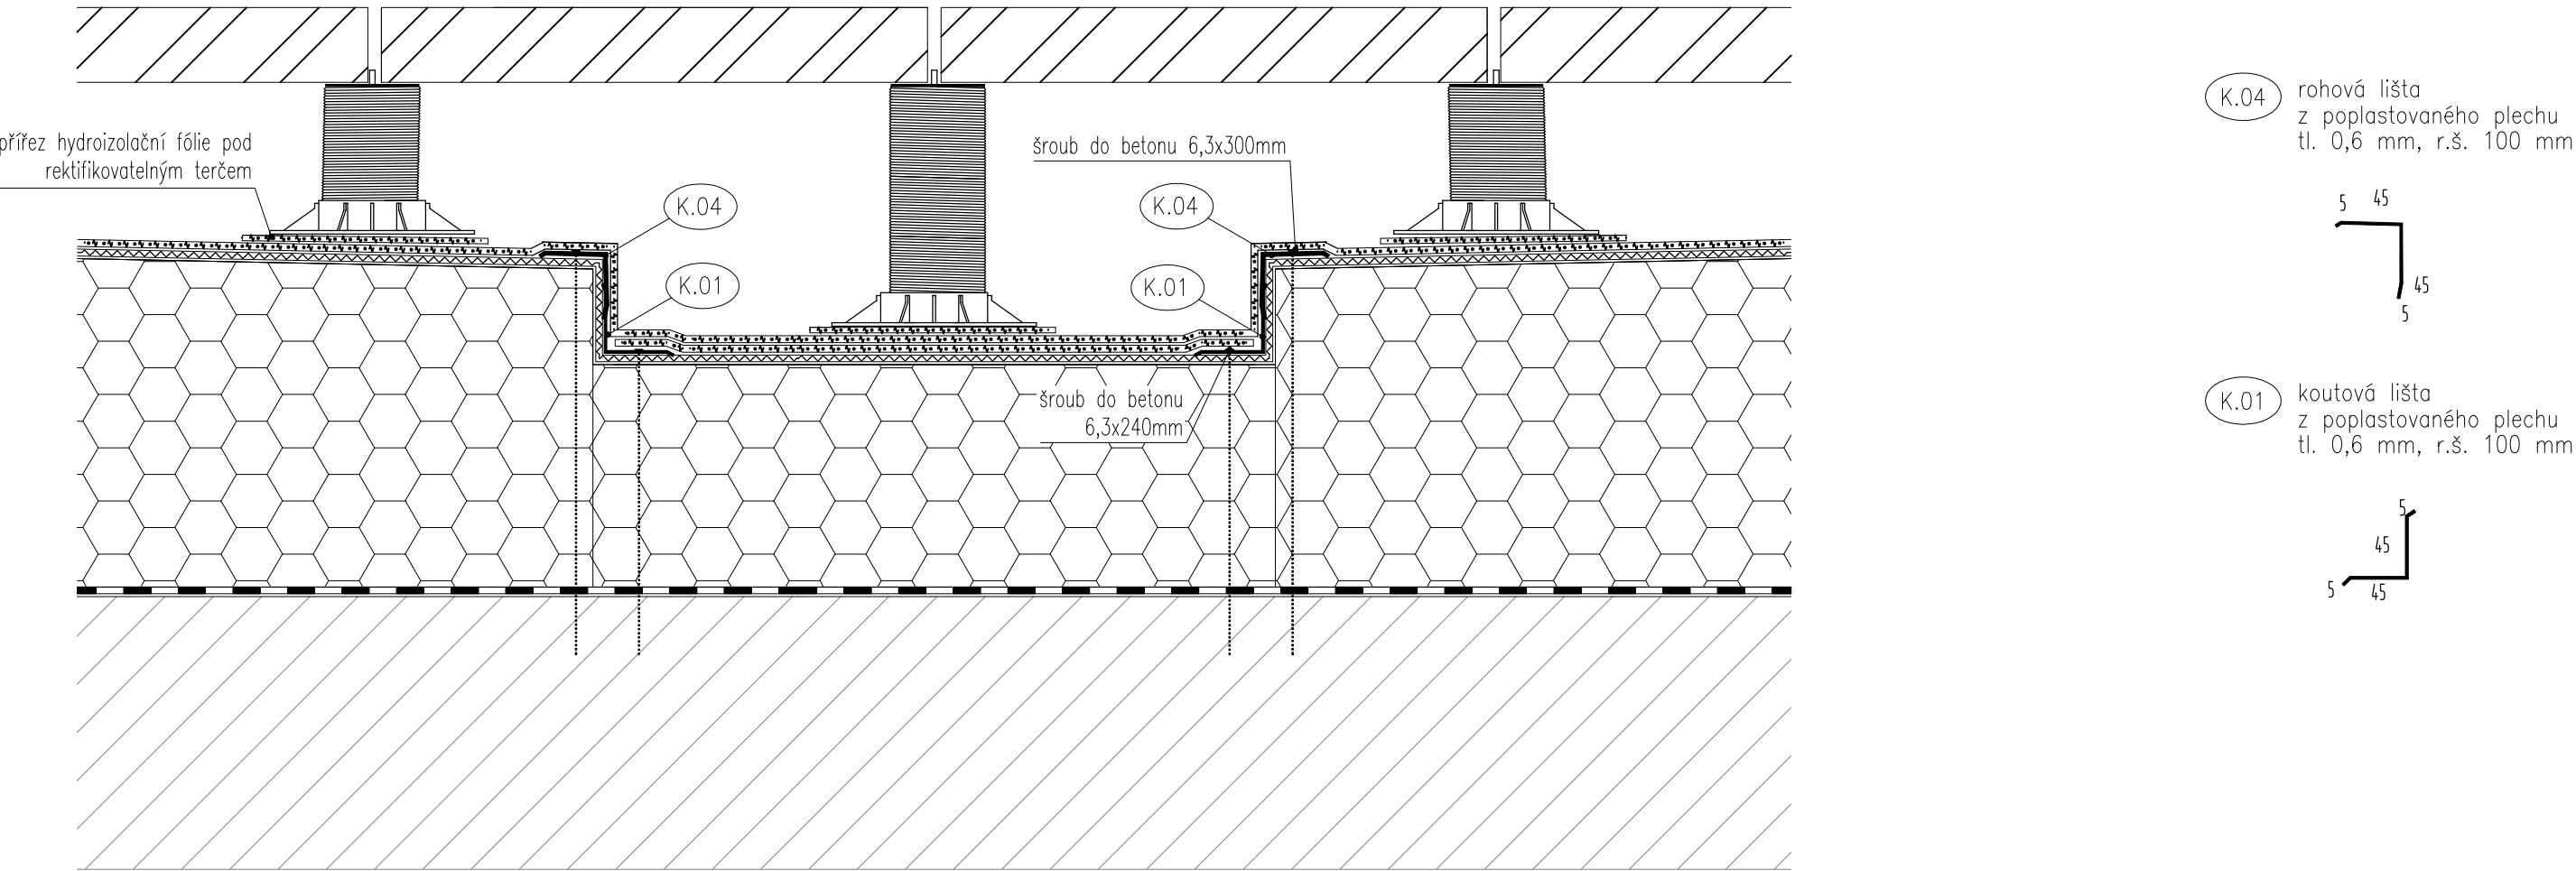 přířez hydroizolační fólie pod
rektifikovatelným terčem
šroub do betonu 6,3x300mm
K.04
K.04
K.01
K.01
šroub do betonu
6,3x240mm
K.04
rohová lišta
z poplastovaného plechu
tl. 0,6 mm, r.š. 100 mm
5
45
45
5
K.01
koutová lišta
z poplastovaného plechu
tl. 0,6 mm, r.š. 100 mm
5
45
5
45